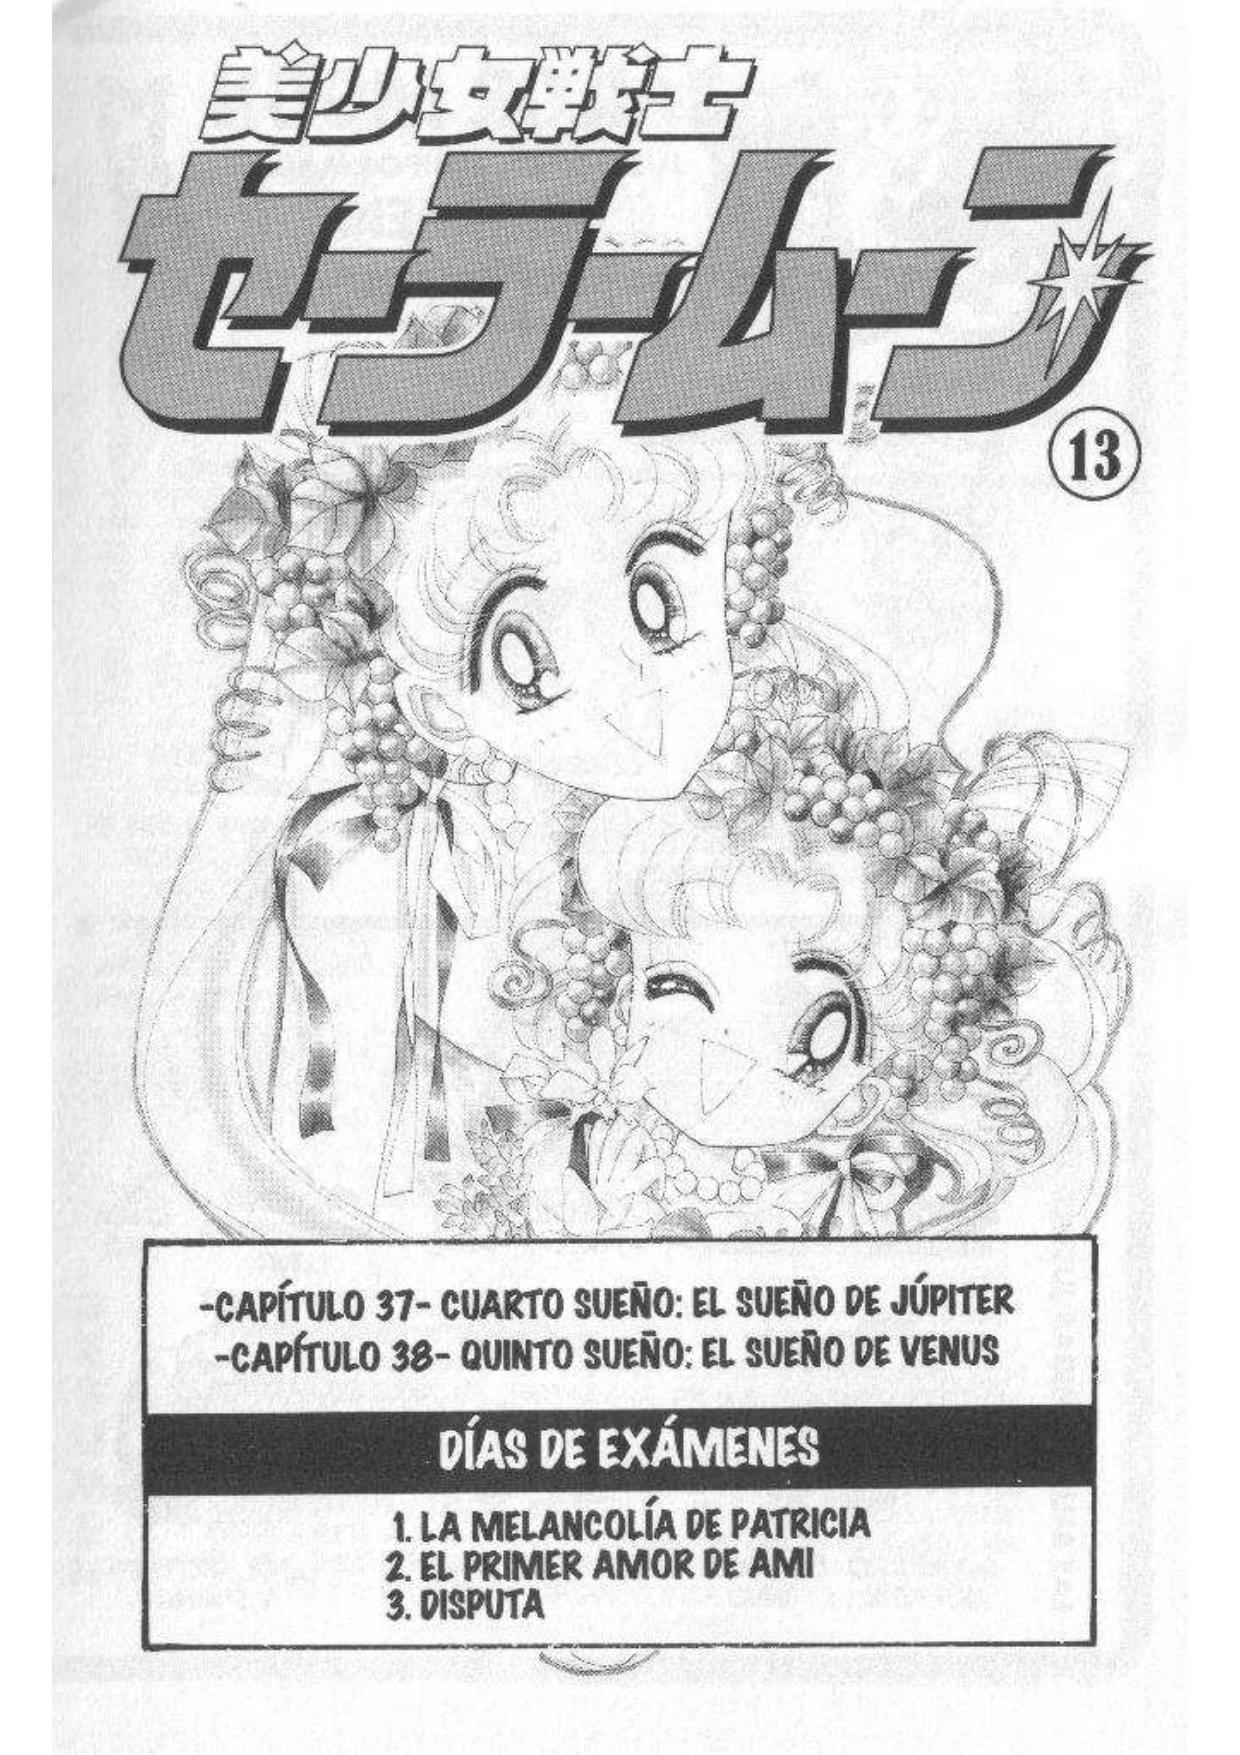 美少女戦士
セーラームーン
13
-CAPÍTULO 37- CUARTO SUEÑO: EL SUEÑO DE JÚPITER
-CAPÍTULO 38- QUINTO SUEÑO: EL SUEÑO DE VENUS
DÍAS DE EXÁMENES
1. LA MELANCOLÍA DE PATRICIA
2. EL PRIMER AMOR DE AMI
3. DISPUTA